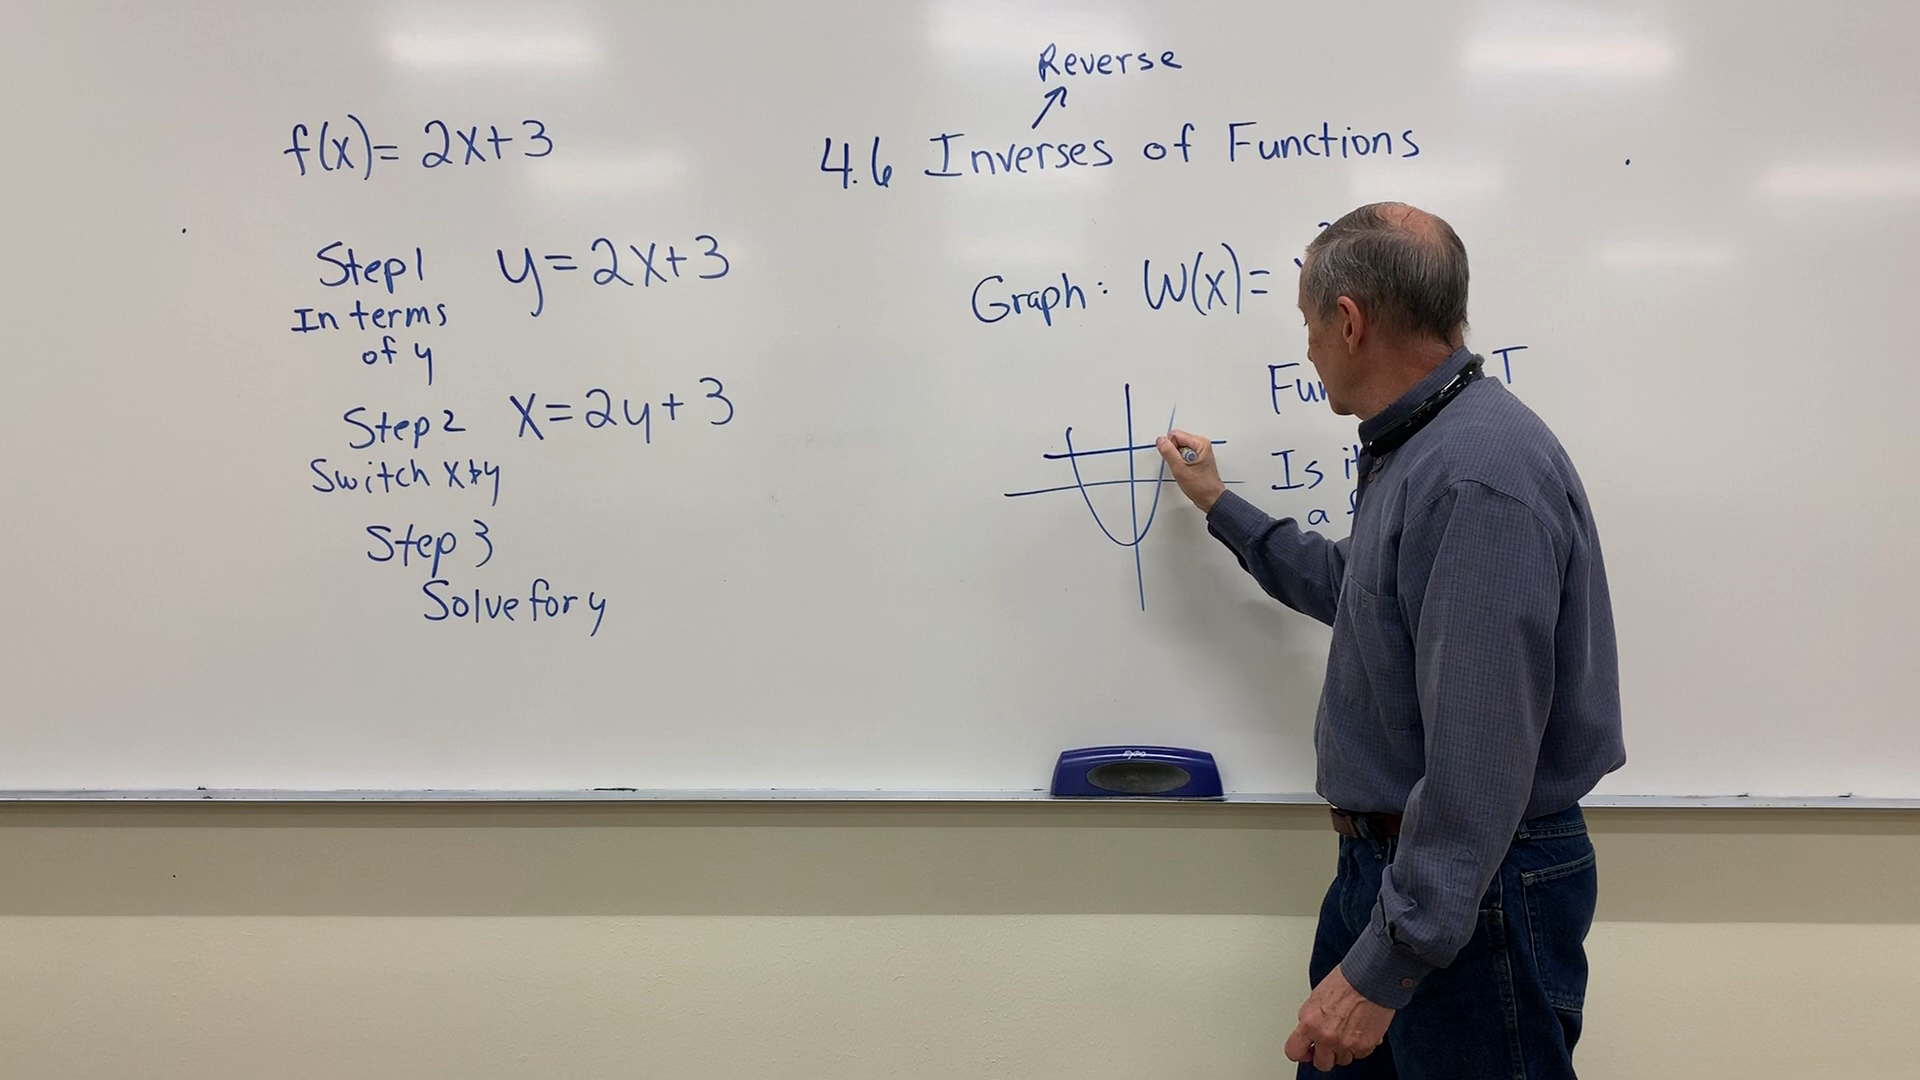 Reverse
f(x)= 2x+3
4.6 Inverses of Functions
Step 1 y=2x+3
In terms
of y
Step 2 x=2y+3
Switch x&y
Step 3
Solve for y
Graph: W(x)=
T
Is
a
expo